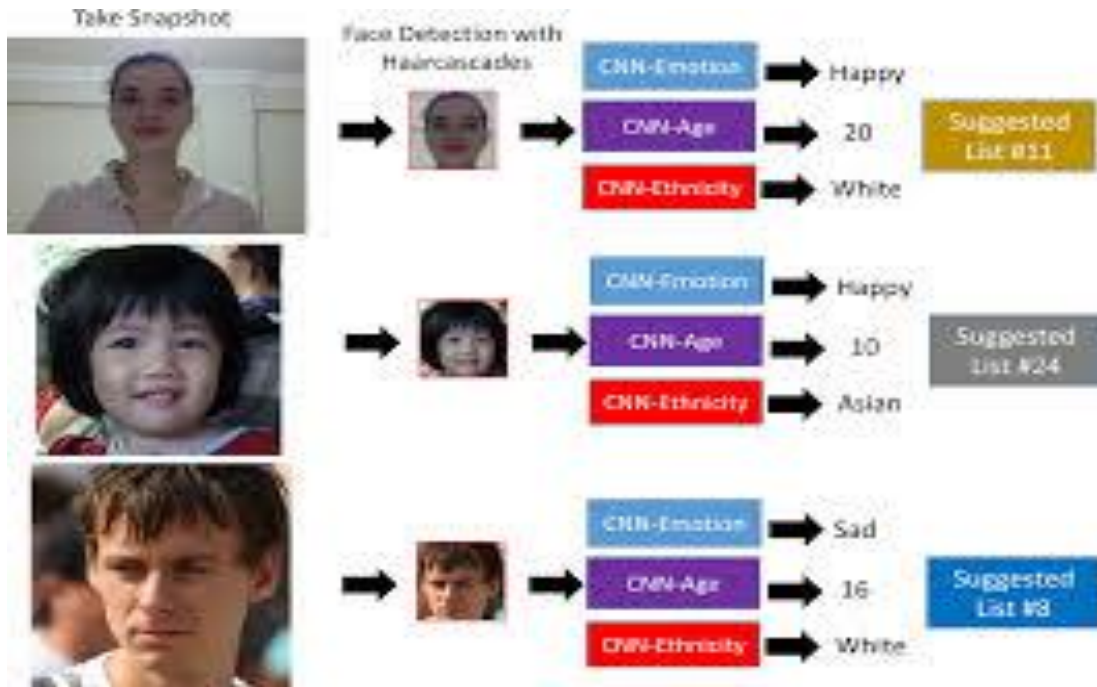 Take Snapshot
Face Detection with
Haarcascades
CNN-Emotion
Happy
CNN-Age
20
CNN-Ethnicity
White
Suggested
List #11
CNN-Emotion
Happy
CNN-Age
10
CNN-Ethnicity
Asian
Suggested
List #24
CNN-Emotion
Sad
CNN-Age
16
CNN-Ethnicity
White
Suggested
List #8